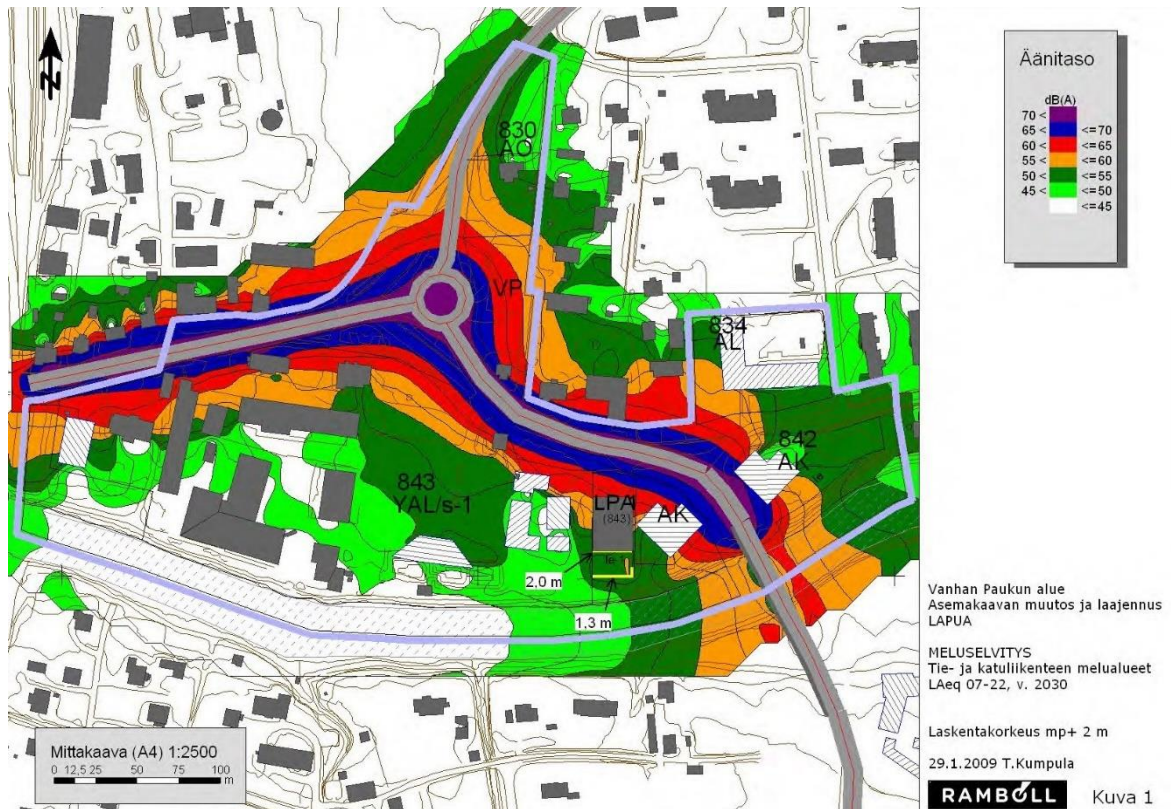 N
830
AO
VP
834
AL
842
AK
843
YAL/s-1
LPA
(843)
AK
2.0 m
1.3 m
Mittakaava (A4) 1:2500
0 12,5 25 50 75 100
m
Äänitaso
dB(A)
70 <
65 < <=70
60 < <=65
55 < <=60
50 < <=55
45 < <=50
<=45
Vanhan Paukun alue
Asemakaavan muutos ja laajennus
LAPUA
MELUSELVITYS
Tie- ja katuliikenteen melualueet
LAeq 07-22, v. 2030
Laskentakorkeus mp+ 2 m
29.1.2009 T.Kumpula
RAMBOLL Kuva 1